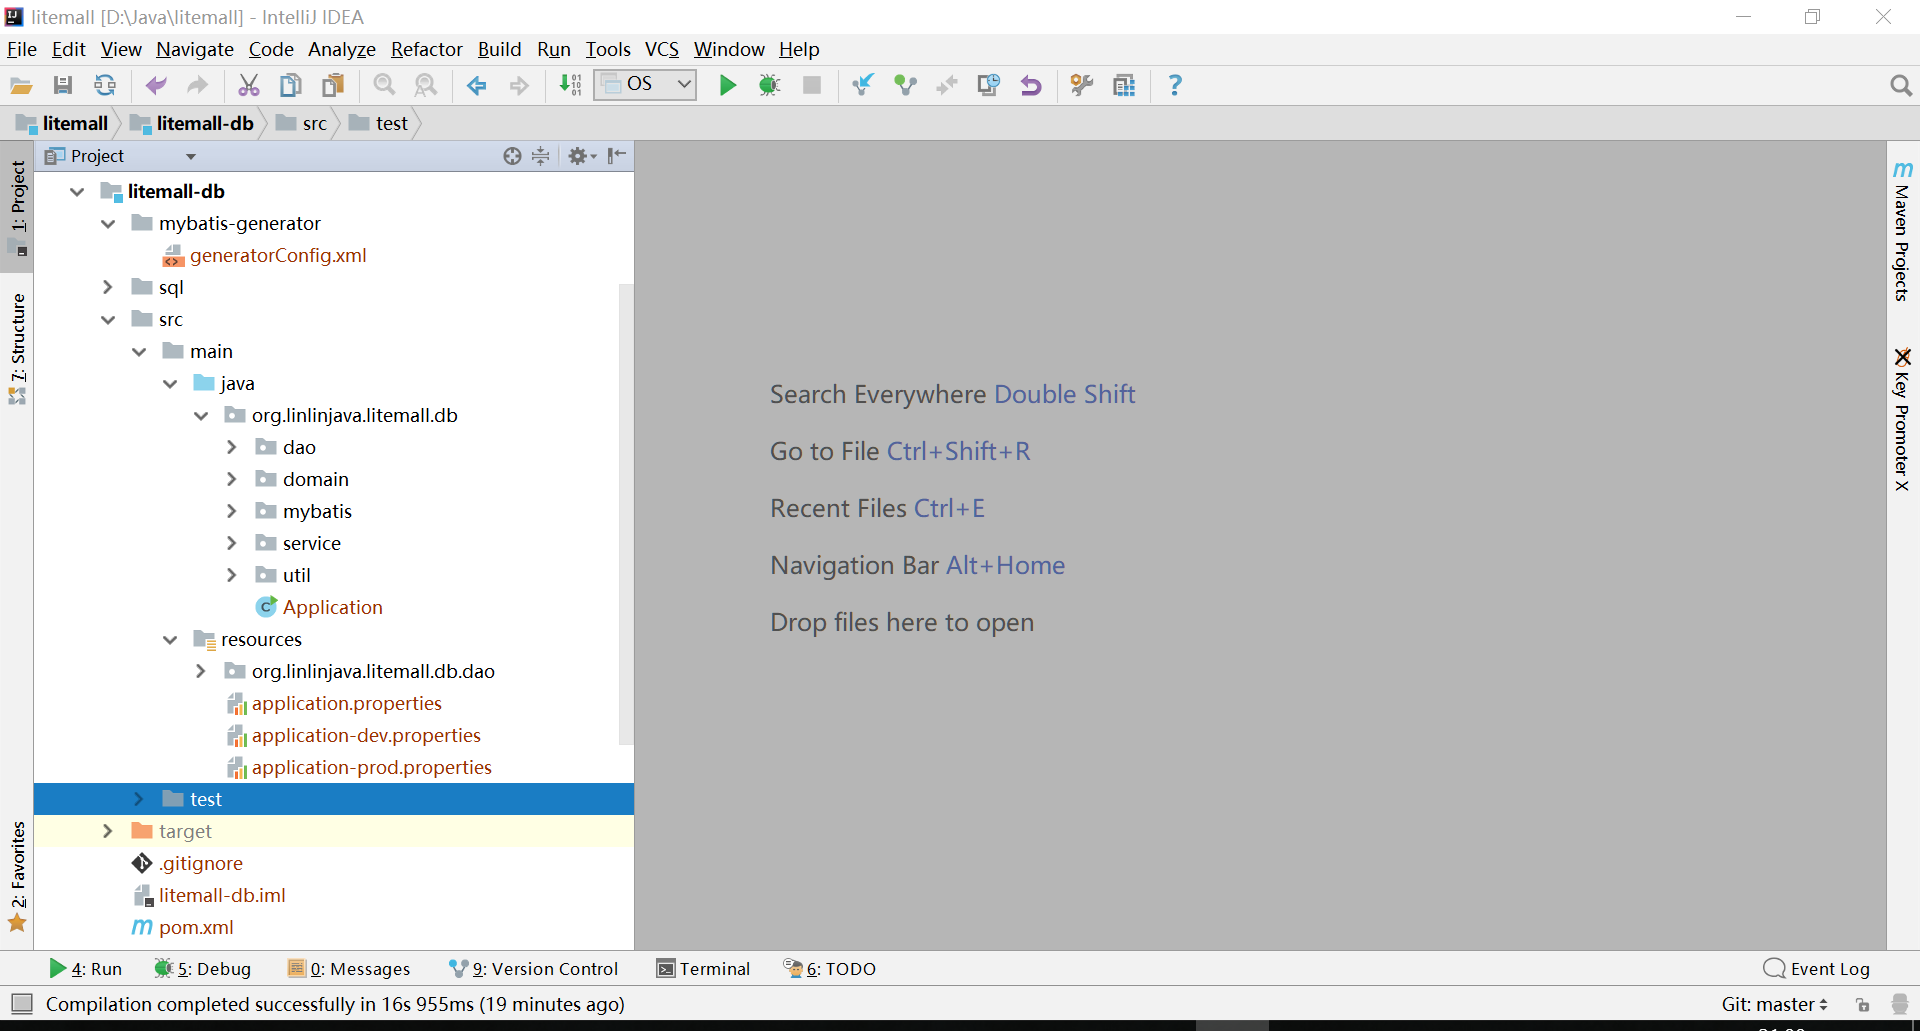 litemall [D:\Java\litemall] - IntelliJ IDEA
File Edit View Navigate Code Analyze Refactor Build Run Tools VCS Window Help
OS
litemall litemall-db src test
Project
1: Project
7: Structure
2: Favorites
litemall-db
mybatis-generator
generatorConfig.xml
sql
src
main
java
org.linlinjava.litemall.db
dao
domain
mybatis
service
util
Application
resources
org.linlinjava.litemall.db.dao
application.properties
application-dev.properties
application-prod.properties
test
target
.gitignore
litemall-db.iml
pom.xml
Search Everywhere Double Shift
Go to File Ctrl+Shift+R
Recent Files Ctrl+E
Navigation Bar Alt+Home
Drop files here to open
Maven Projects
Key Promoter X
4: Run 5: Debug 0: Messages 9: Version Control Terminal 6: TODO Event Log
Compilation completed successfully in 16s 955ms (19 minutes ago) Git: master